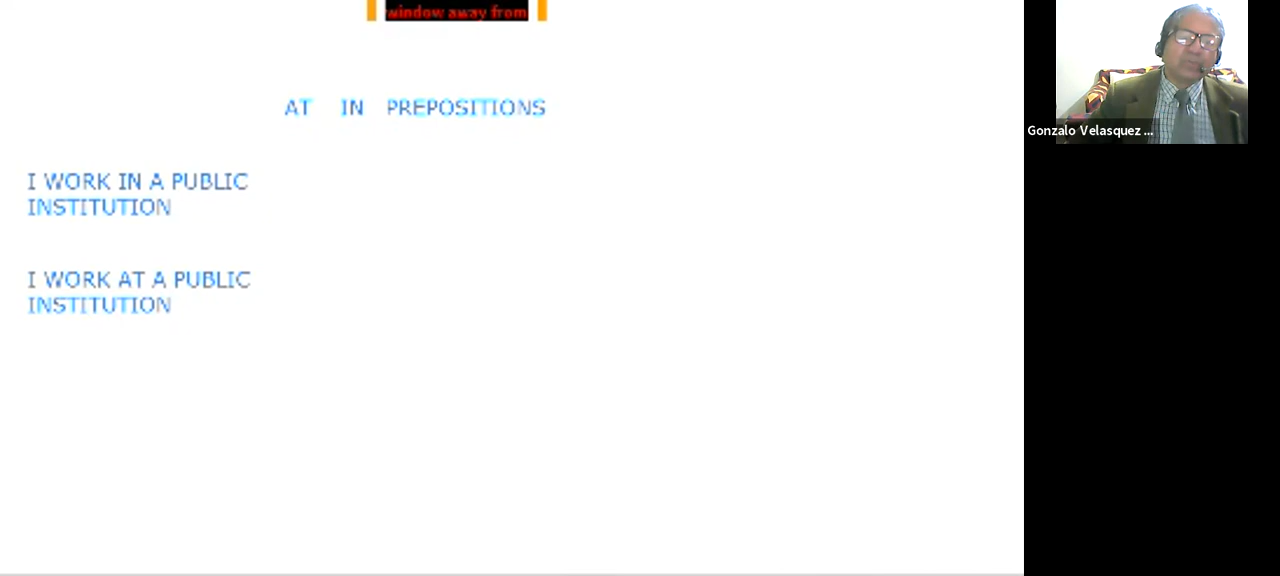 window away from
AT IN PREPOSITIONS
I WORK IN A PUBLIC
INSTITUTION
I WORK AT A PUBLIC
INSTITUTION
Gonzalo Velasquez ...